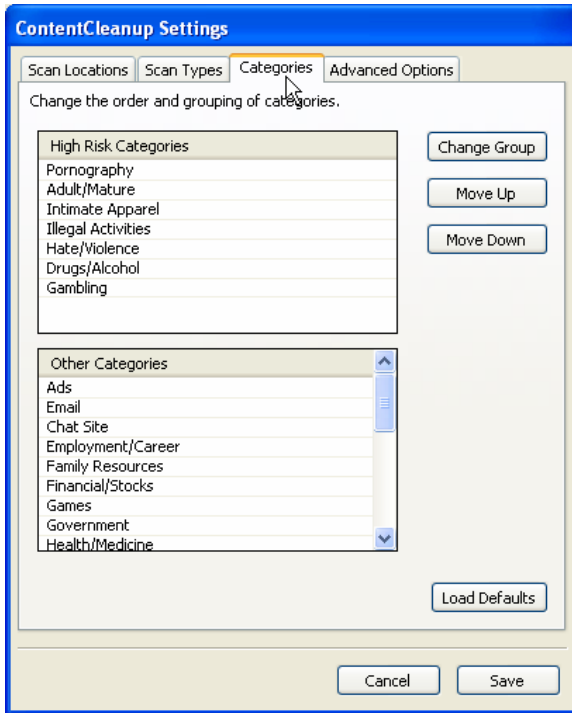 ContentCleanup Settings
Scan Locations Scan Types Categories Advanced Options
Change the order and grouping of categories.
High Risk Categories
Pornography
Adult/Mature
Intimate Apparel
Illegal Activities
Hate/Violence
Drugs/Alcohol
Gambling
Change Group
Move Up
Move Down
Other Categories
Ads
Email
Chat Site
Employment/Career
Family Resources
Financial/Stocks
Games
Government
Health/Medicine
Load Defaults
Cancel Save